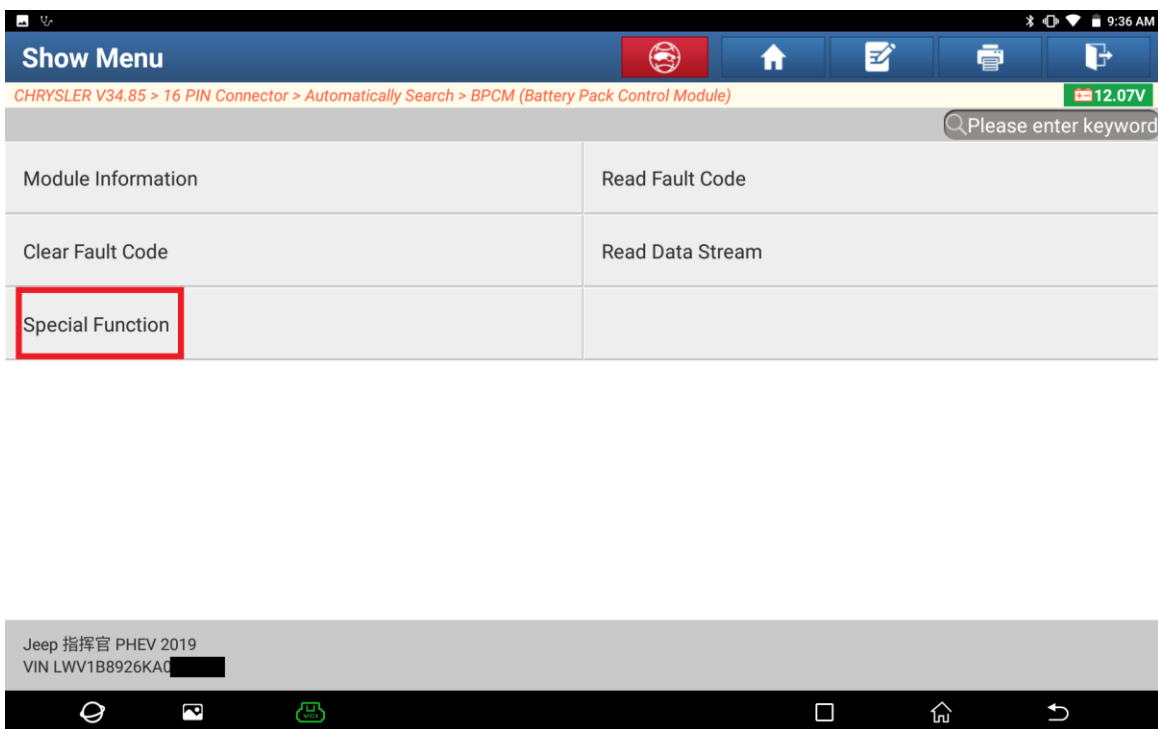 9:36 AM
Show Menu
CHRYSLER V34.85 > 16 PIN Connector > Automatically Search > BPCM (Battery Pack Control Module)
12.07V
Please enter keyword
Module Information
Read Fault Code
Clear Fault Code
Read Data Stream
Special Function
Jeep 指挥官 PHEV 2019
VIN LWV1B8926KA0
VCI